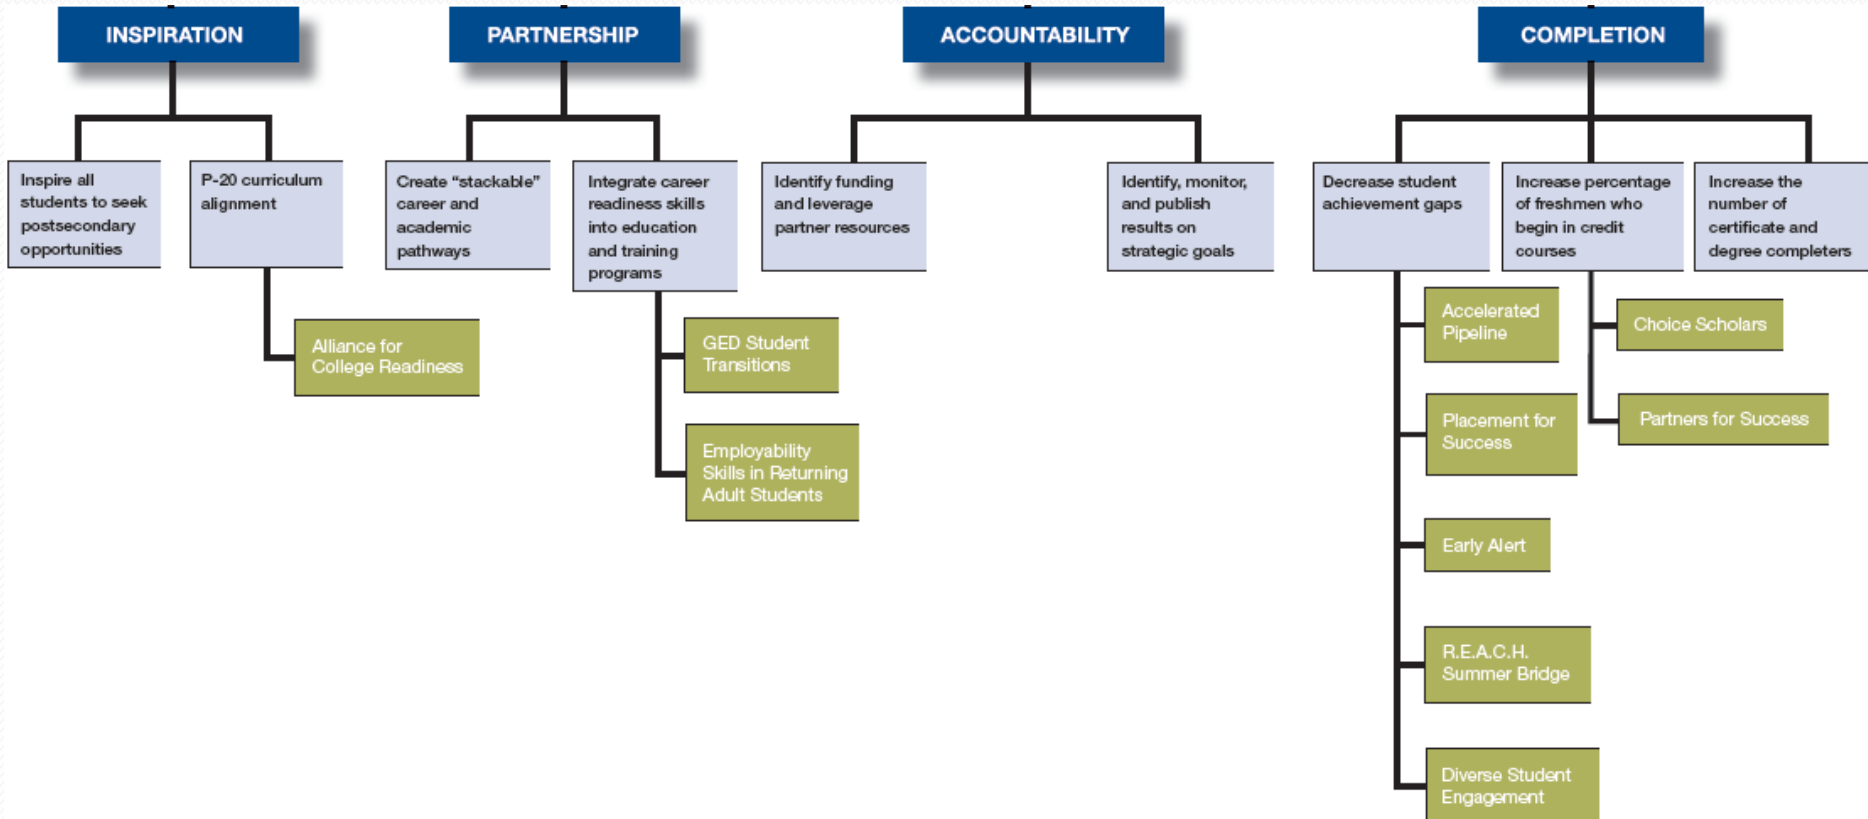 INSPIRATION
PARTNERSHIP
ACCOUNTABILITY
COMPLETION
Inspire all
students to seek
postsecondary
opportunities
P-20 curriculum
alignment
Create “stackable”
career and
academic
pathways
Integrate career
readiness skills
into education
and training
programs
Identify funding
and leverage
partner resources
Identify, monitor,
and publish
results on
strategic goals
Decrease student
achievement gaps
Increase percentage
of freshmen who
begin in credit
courses
Increase the
number of
certificate and
degree completers
Alliance for
College Readiness
GED Student
Transitions
Employability
Skills in Returning
Adult Students
Accelerated
Pipeline
Placement for
Success
Early Alert
R.E.A.C.H.
Summer Bridge
Diverse Student
Engagement
Choice Scholars
Partners for Success